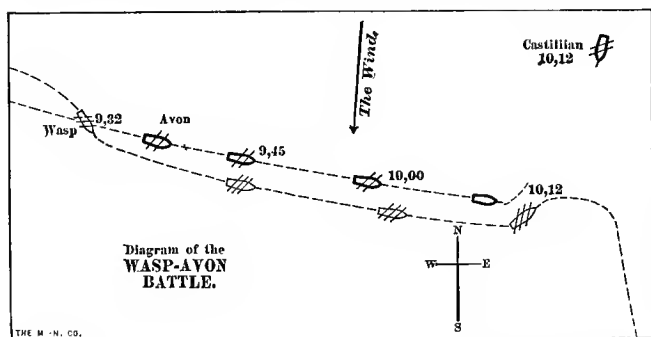 Castillian
10,12
The Wind.
9,32
Wasp
Avon
9,45
10,00
10,12
Diagram of the
WASP-AVON
BATTLE.
N
W E
S
THE M.-N. CO.